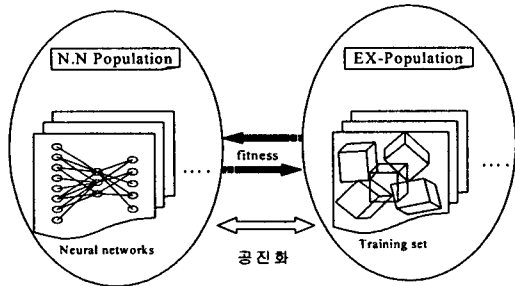 N.N Population
EX-Population
fitness
.....
....
Neural networks
Training set
공진화